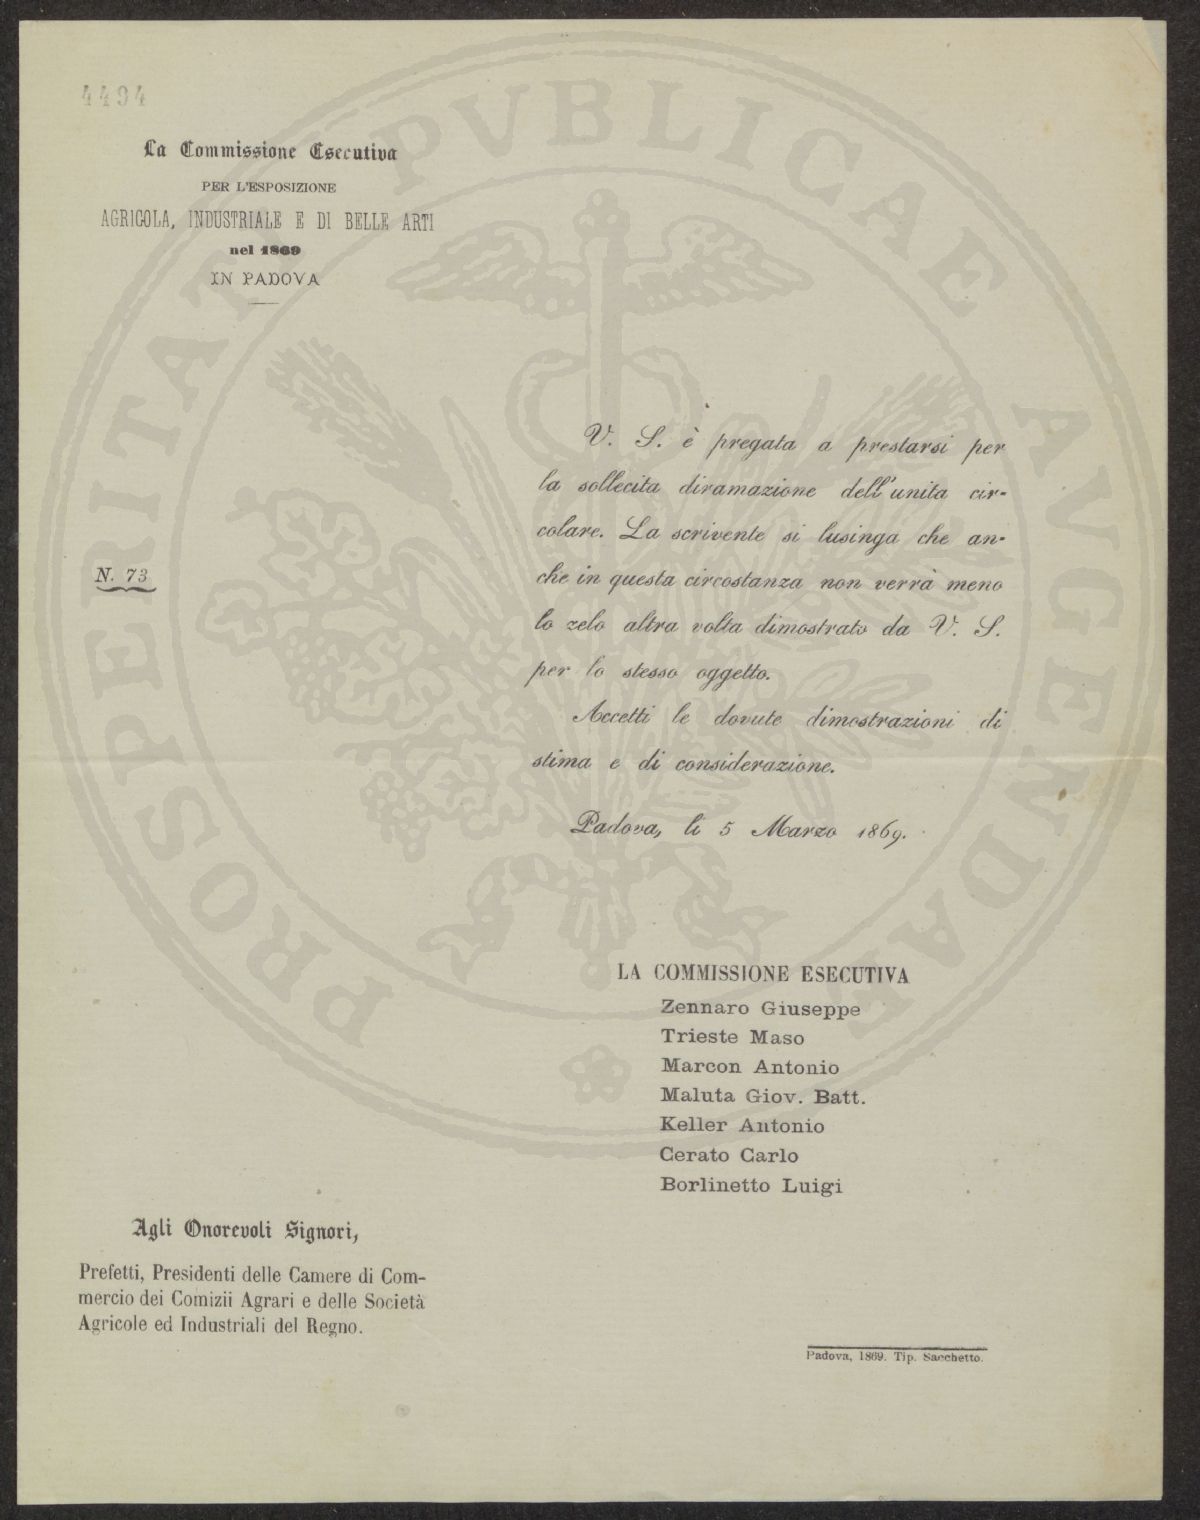 4494
La Commissione Esecutiva
PER L'ESPOSIZIONE
AGRICOLA, INDUSTRIALE E DI BELLE ARTI
nel 1869
IN PADOVA
V. S. è pregata a prestarsi per
la sollecita diramazione dell'unita cir-
colare. La scrivente si lusinga che an-
che in questa circostanza non verrà meno
lo zelo altra volta dimostrato da V. S.
per lo stesso oggetto.
Accetti le dovute dimostrazioni di
stima e di considerazione.
N. 73
Padova, li 5 Marzo 1869.
LA COMMISSIONE ESECUTIVA
Zennaro Giuseppe
Trieste Maso
Marcon Antonio
Maluta Giov. Batt.
Keller Antonio
Cerato Carlo
Borlinetto Luigi
Agli Onorevoli Signori,
Prefetti, Presidenti delle Camere di Com-
mercio dei Comizii Agrari e delle Società
Agricole ed Industriali del Regno.
Padova, 1869. Tip. Sacchetto.
PROSPERITATI PVBLICAE AVGENDAE